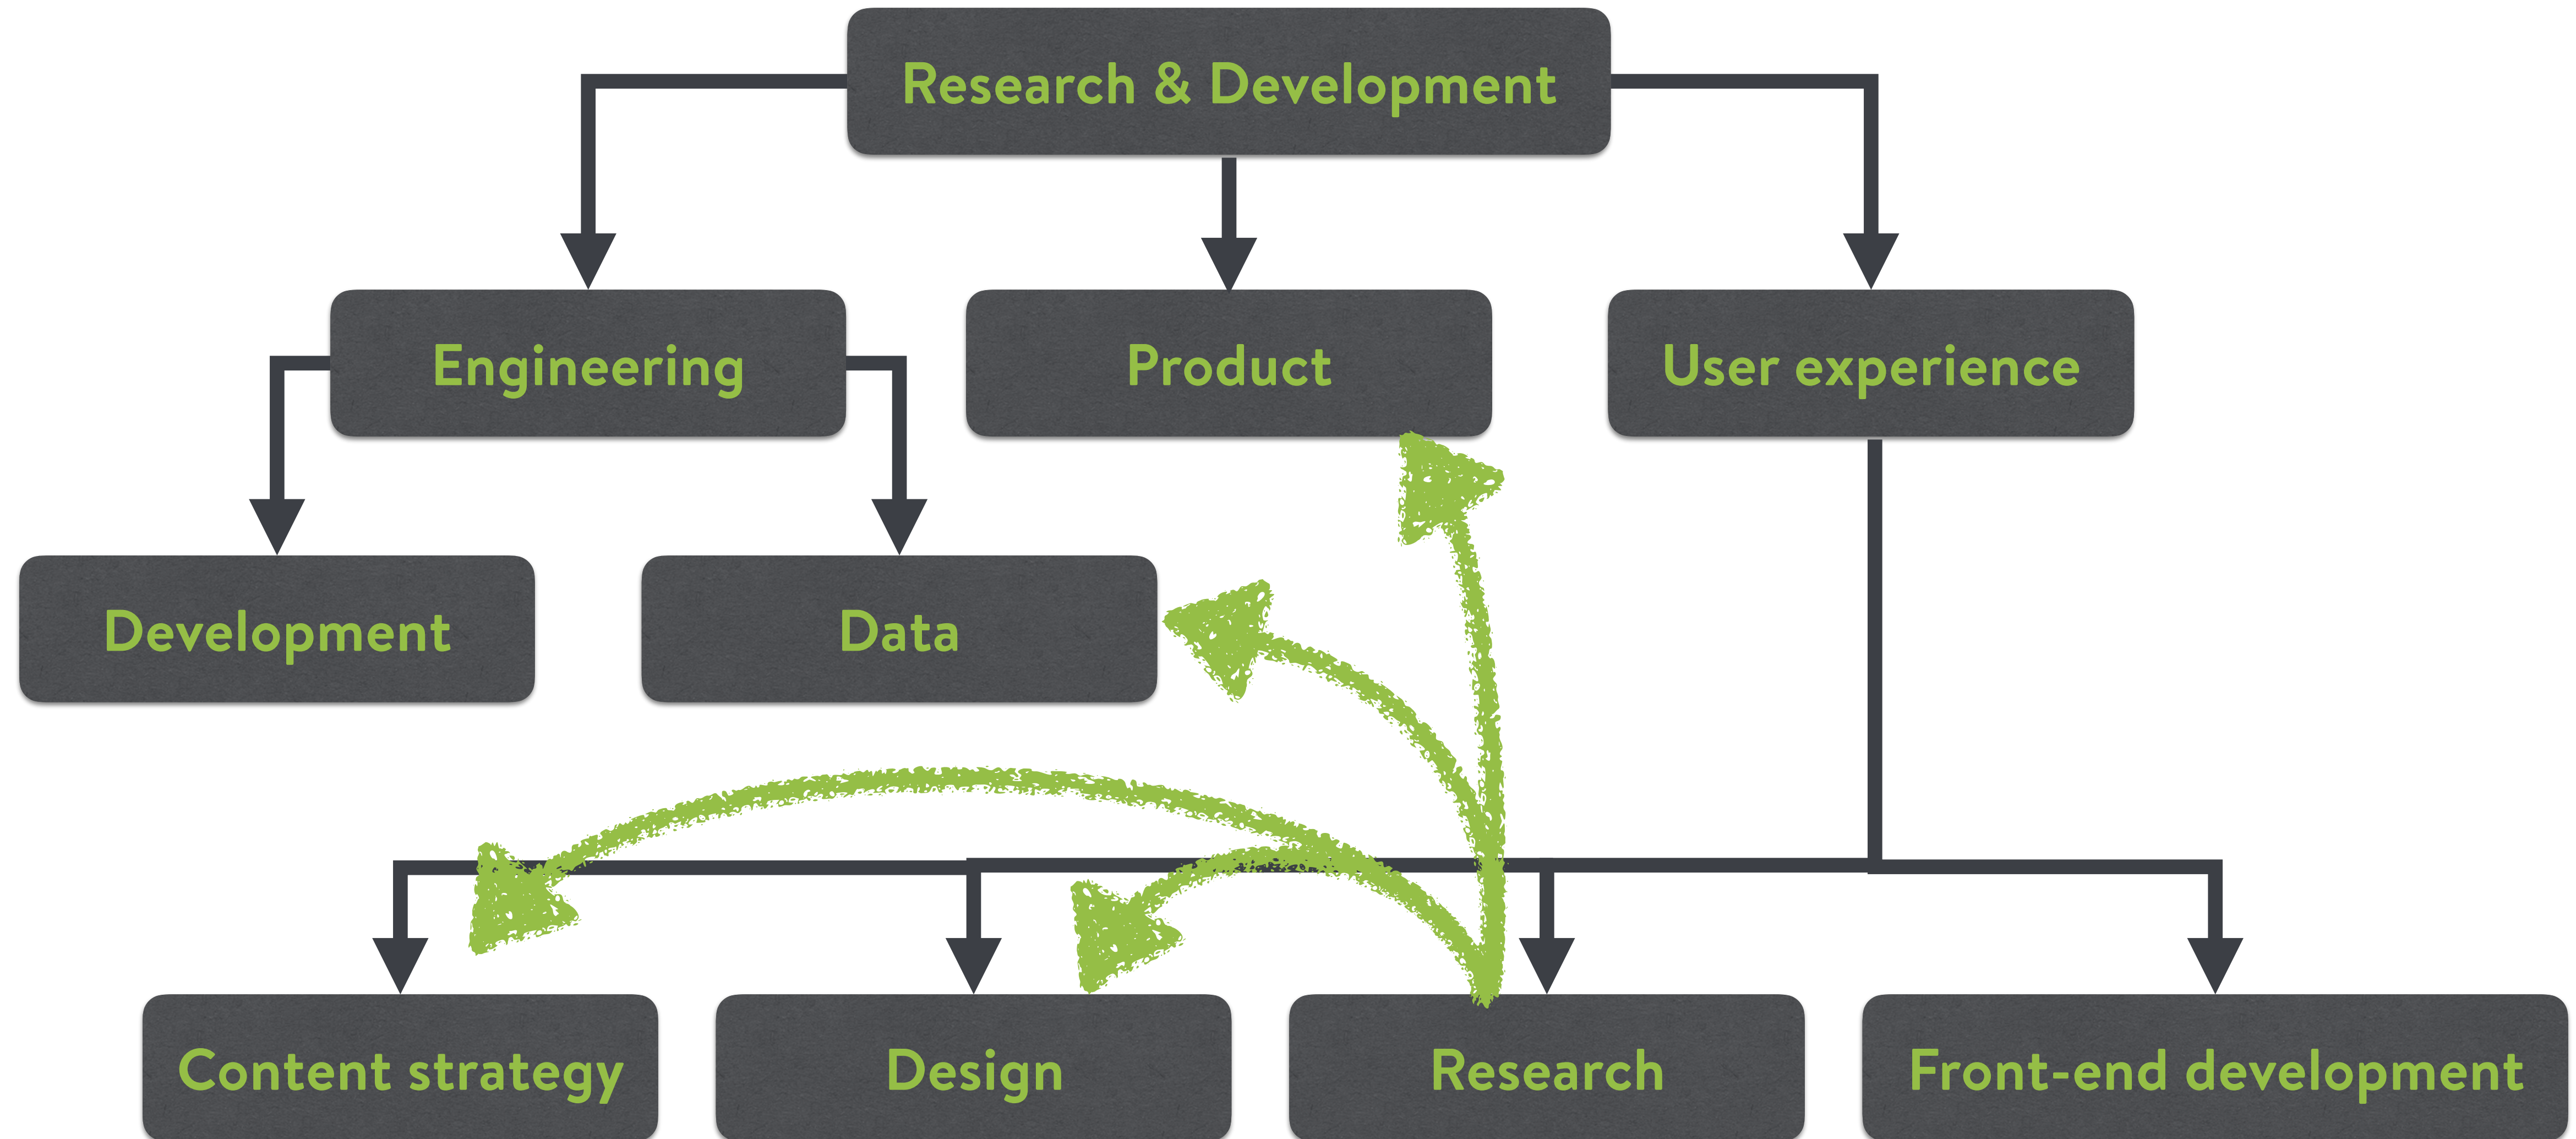 Research & Development
Engineering
Product
User experience
Development
Data
Content strategy
Design
Research
Front-end development